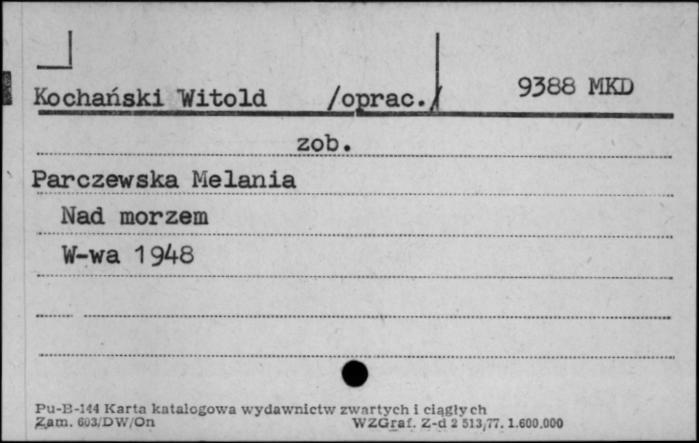 Kochański Witold /oprac./ 9388 MKD
zob.
Parczewska Melania
Nad morzem
W-wa 1948
Pu-B-144 Karta katalogowa wydawnictw zwartych i ciągłych
Zam. 603/DW/On WZGraf. Z-d 2 513/77. 1.600.000